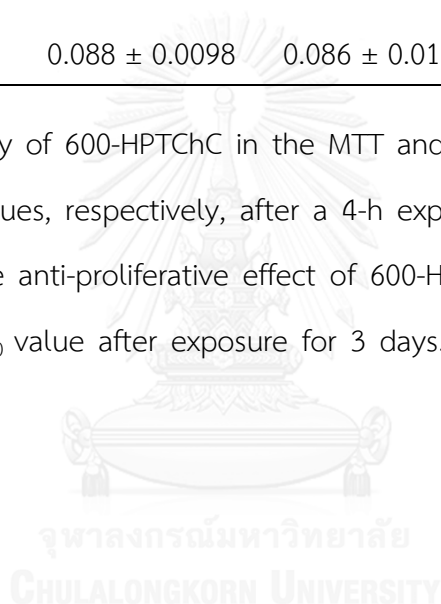 0.088 ± 0.0098 0.086 ± 0.01
y of 600-HPTChC in the MTT and
ues, respectively, after a 4-h exp
e anti-proliferative effect of 600-H
value after exposure for 3 days.
จุฬาลงกรณ์มหาวิทยาลัย
CHULALONGKORN UNIVERSITY